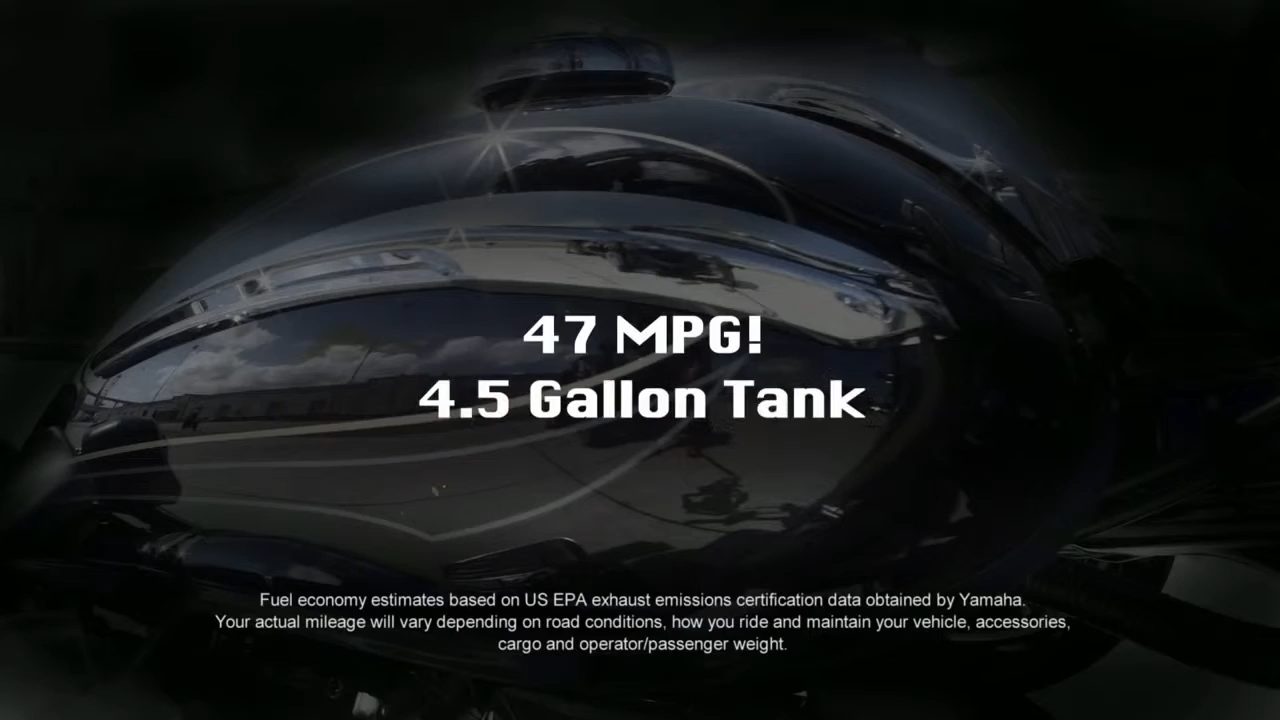 47 MPG!
4.5 Gallon Tank
Fuel economy estimates based on US EPA exhaust emissions certification data obtained by Yamaha.
Your actual mileage will vary depending on road conditions, how you ride and maintain your vehicle, accessories,
cargo and operator/passenger weight.